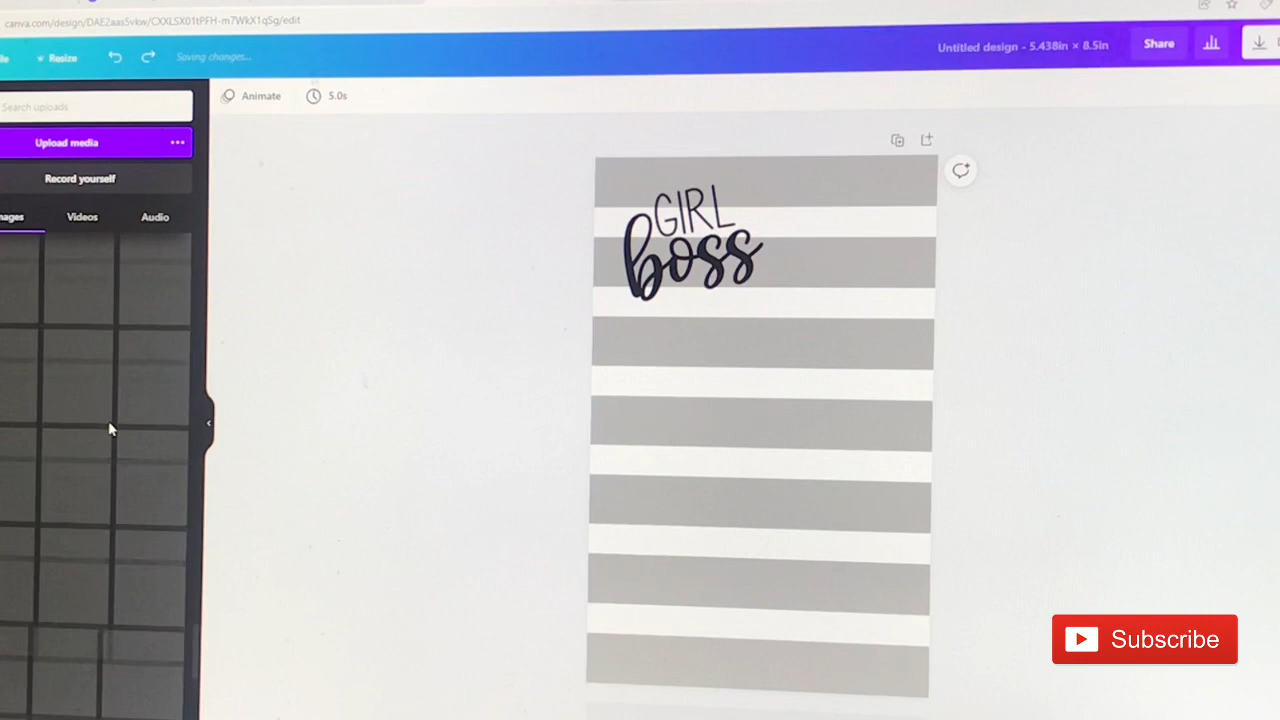 canva.com/design/DAE2aas5vkw/CXXLSX01tPFH-m7WkX1qSg/edit
Resize
Saving changes...
Untitled design - 5.438in × 8.5in
Share
Search uploads
Animate
5.0s
Upload media
Record yourself
Videos
Audio
GIRL
boss
Subscribe